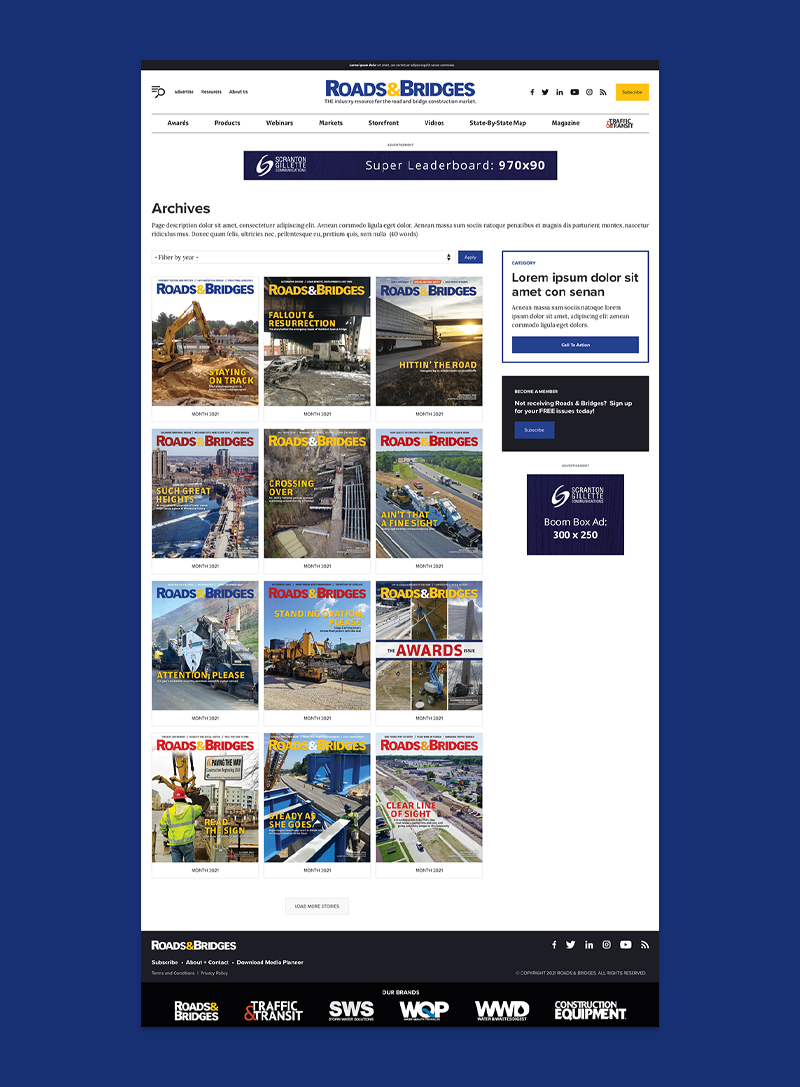 Lorem ipsum dolor sit amet, consectetuer adipiscing elit senan commodo.
Advertise Resources About Us
ROADS&BRIDGES
THE industry resource for the road and bridge construction market.
Subscribe
Awards Products Webinars Markets Storefront Videos State-By-State Map Magazine TRAFFIC &TRANSIT
ADVERTISEMENT
SCRANTON GILLETTE COMMUNICATIONS Super Leaderboard: 970x90
Archives
Page description dolor sit amet, consectetuer adipiscing elit. Aenean commodo ligula eget dolor. Aenean massa sum sociis natoque penatibus et magnis dis parturient montes, nascetur
ridiculus mus. Donec quam felis, ultricies nec, pellentesque eu, pretium quis, sem nulla (40 words)
- Filter by year -
Apply
ROADS&BRIDGES
STAYING
ON TRACK
MONTH 2021
ROADS&BRIDGES
FALLOUT &
RESURRECTION
MONTH 2021
ROADS&BRIDGES
HITTIN' THE ROAD
MONTH 2021
ROADS&BRIDGES
SUCH GREAT
HEIGHTS
MONTH 2021
ROADS&BRIDGES
CROSSING
OVER
MONTH 2021
ROADS&BRIDGES
AIN'T THAT
A FINE SIGHT
MONTH 2021
ROADS&BRIDGES
ATTENTION, PLEASE
MONTH 2021
ROADS&BRIDGES
STANDING OVATION,
PLEASE
MONTH 2021
ROADS&BRIDGES
THE AWARDS ISSUE
MONTH 2021
ROADS&BRIDGES
PAVING THE WAY
READ
THE SIGN
MONTH 2021
ROADS&BRIDGES
STEADY AS
SHE GOES
MONTH 2021
ROADS&BRIDGES
CLEAR LINE
OF SIGHT
MONTH 2021
LOAD MORE STORIES
CATEGORY
Lorem ipsum dolor sit
amet con senan
Aenean massa sum sociis natoque lorem
ipsum dolor sit amet, adipiscing elit aenean
commodo ligula eget dolors.
Call To Action
BECOME A MEMBER
Not receiving Roads & Bridges? Sign up
for your FREE issues today!
Subscribe
ADVERTISEMENT
SCRANTON
GILLETTE
COMMUNICATIONS
Boom Box Ad:
300 x 250
ROADS&BRIDGES
Subscribe • About + Contact • Download Media Planner
Terms and Conditions | Privacy Policy
© COPYRIGHT 2021 ROADS & BRIDGES. ALL RIGHTS RESERVED.
OUR BRANDS
ROADS& BRIDGES
TRAFFIC &TRANSIT
SWS STORM WATER SOLUTIONS
WQP WATER QUALITY PRODUCTS
WWD WATER & WASTES DIGEST
CONSTRUCTION EQUIPMENT